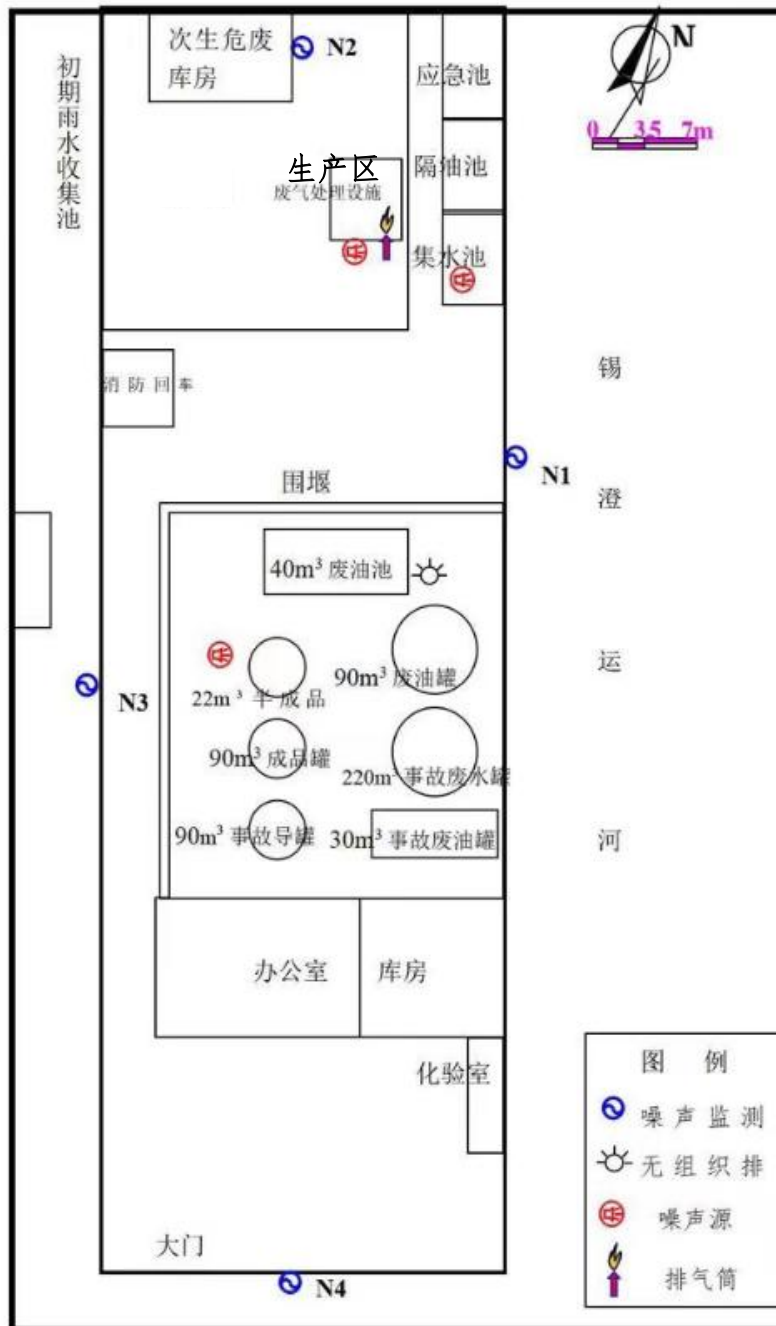 次生危废
库房
N2
应急池
N
0 3.5 7m
初期雨水收集池
生产区
废气处理设施
隔油池
集水池
消防回车
锡澄运河
N1
围堰
40m³ 废油池
90m³ 废油罐
22m³ 半成品
N3
90m³ 成品罐
220m³ 事故废水罐
90m³ 事故导罐
30m³ 事故废油罐
办公室
库房
化验室
大门
N4
图 例
噪声监测
无组织排
噪声源
排气筒